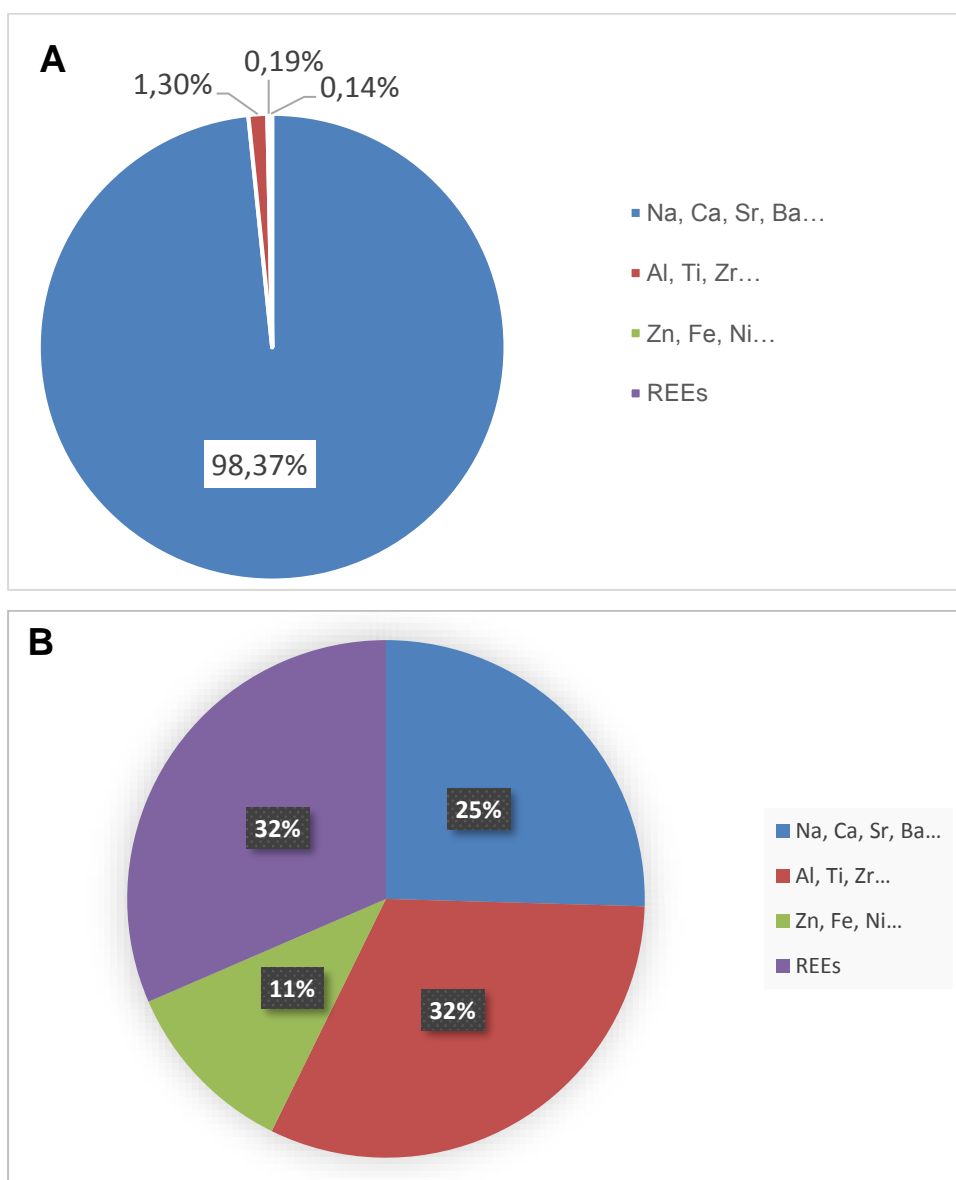 A
0,19%
1,30%
0,14%
Na, Ca, Sr, Ba…
Al, Ti, Zr…
Zn, Fe, Ni…
REEs
98,37%
B
25%
32%
11%
32%
Na, Ca, Sr, Ba…
Al, Ti, Zr…
Zn, Fe, Ni…
REEs